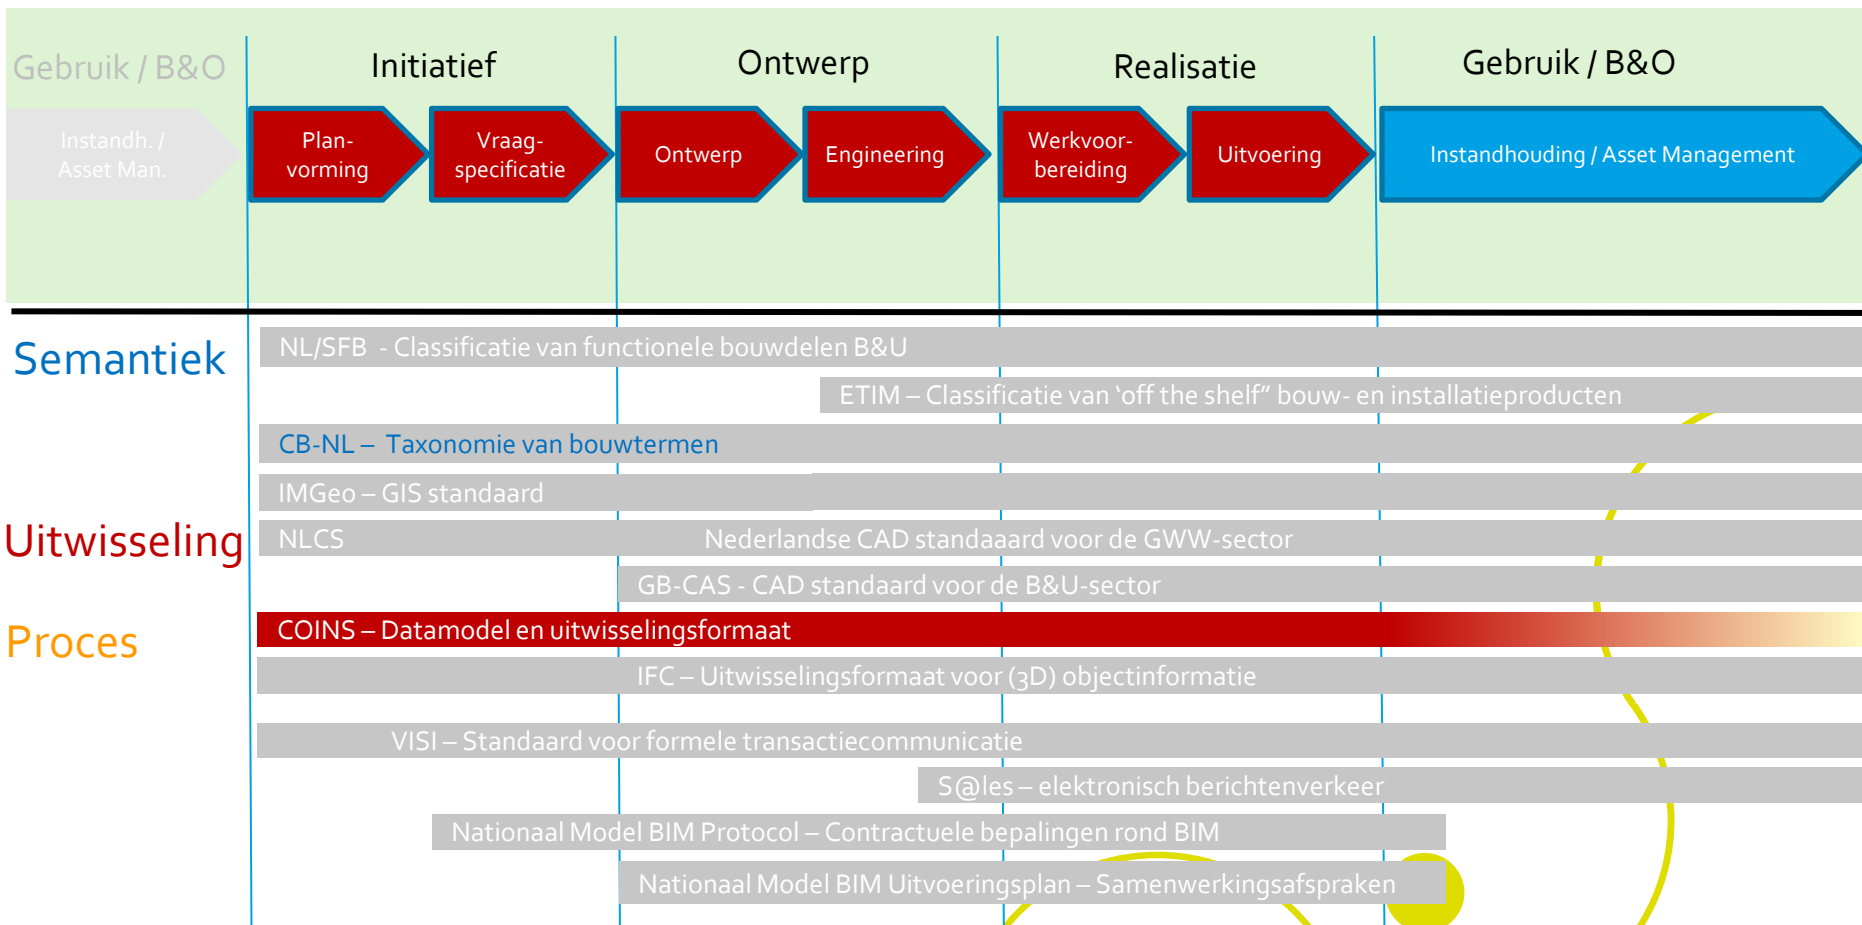 Gebruik / B&O
Initiatief
Ontwerp
Realisatie
Gebruik / B&O
Instandh. /
Asset Man.
Plan-
vorming
Vraag-
specificatie
Ontwerp
Engineering
Werkvoor-
bereiding
Uitvoering
Instandhouding / Asset Management
Semantiek
NL/SFB - Classificatie van functionele bouwdelen B&U
ETIM – Classificatie van ‘off the shelf” bouw- en installatieproducten
CB-NL – Taxonomie van bouwtermen
IMGeo – GIS standaard
Uitwisseling
NLCS Nederlandse CAD standaaard voor de GWW-sector
GB-CAS - CAD standaard voor de B&U-sector
Proces
COINS – Datamodel en uitwisselingsformaat
IFC – Uitwisselingsformaat voor (3D) objectinformatie
VISI – Standaard voor formele transactiecommunicatie
S@les – elektronisch berichtenverkeer
Nationaal Model BIM Protocol – Contractuele bepalingen rond BIM
Nationaal Model BIM Uitvoeringsplan – Samenwerkingsafspraken